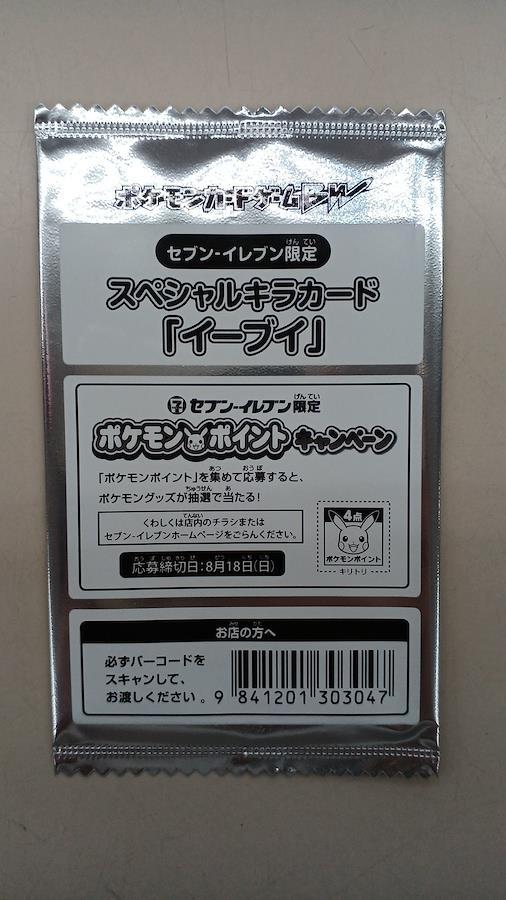 ポケモンカードゲームBW
セブン-イレブン限定
スペシャルキラカード
「イーブイ」
セブン-イレブン限定
ポケモンポイントキャンペーン
「ポケモンポイント」を集めて応募すると、
ポケモングッズが抽選で当たる!
くわしくは店内のチラシまたは
セブン-イレブンホームページをごらんください。
応募締切日:8月18日(日)
4点
ポケモンポイント
キリトリ
お店の方へ
必ずバーコードを
スキャンして、
お渡しください。
9 841201 303047